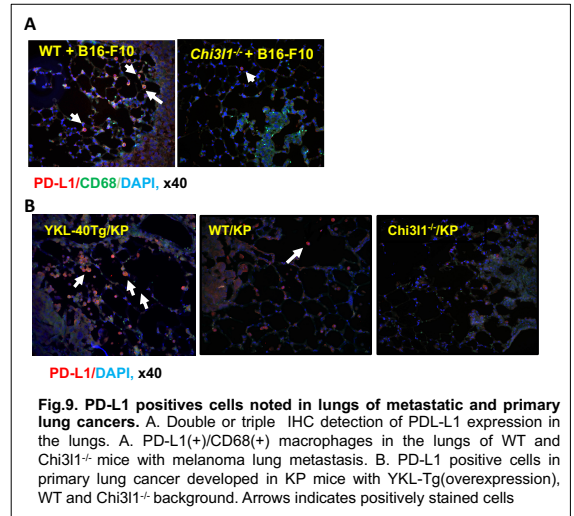 A
WT + B16-F10
Chi3l1-/- + B16-F10
PD-L1/CD68/DAPI, x40
B
YKL-40Tg/KP
WT/KP
Chi3l1-/-/KP
PD-L1/DAPI, x40
Fig.9. PD-L1 positives cells noted in lungs of metastatic and primary
lung cancers. A. Double or triple IHC detection of PDL-L1 expression in
the lungs. A. PD-L1(+)/CD68(+) macrophages in the lungs of WT and
Chi3l1-/- mice with melanoma lung metastasis. B. PD-L1 positive cells in
primary lung cancer developed in KP mice with YKL-Tg(overexpression),
WT and Chi3l1-/- background. Arrows indicates positively stained cells